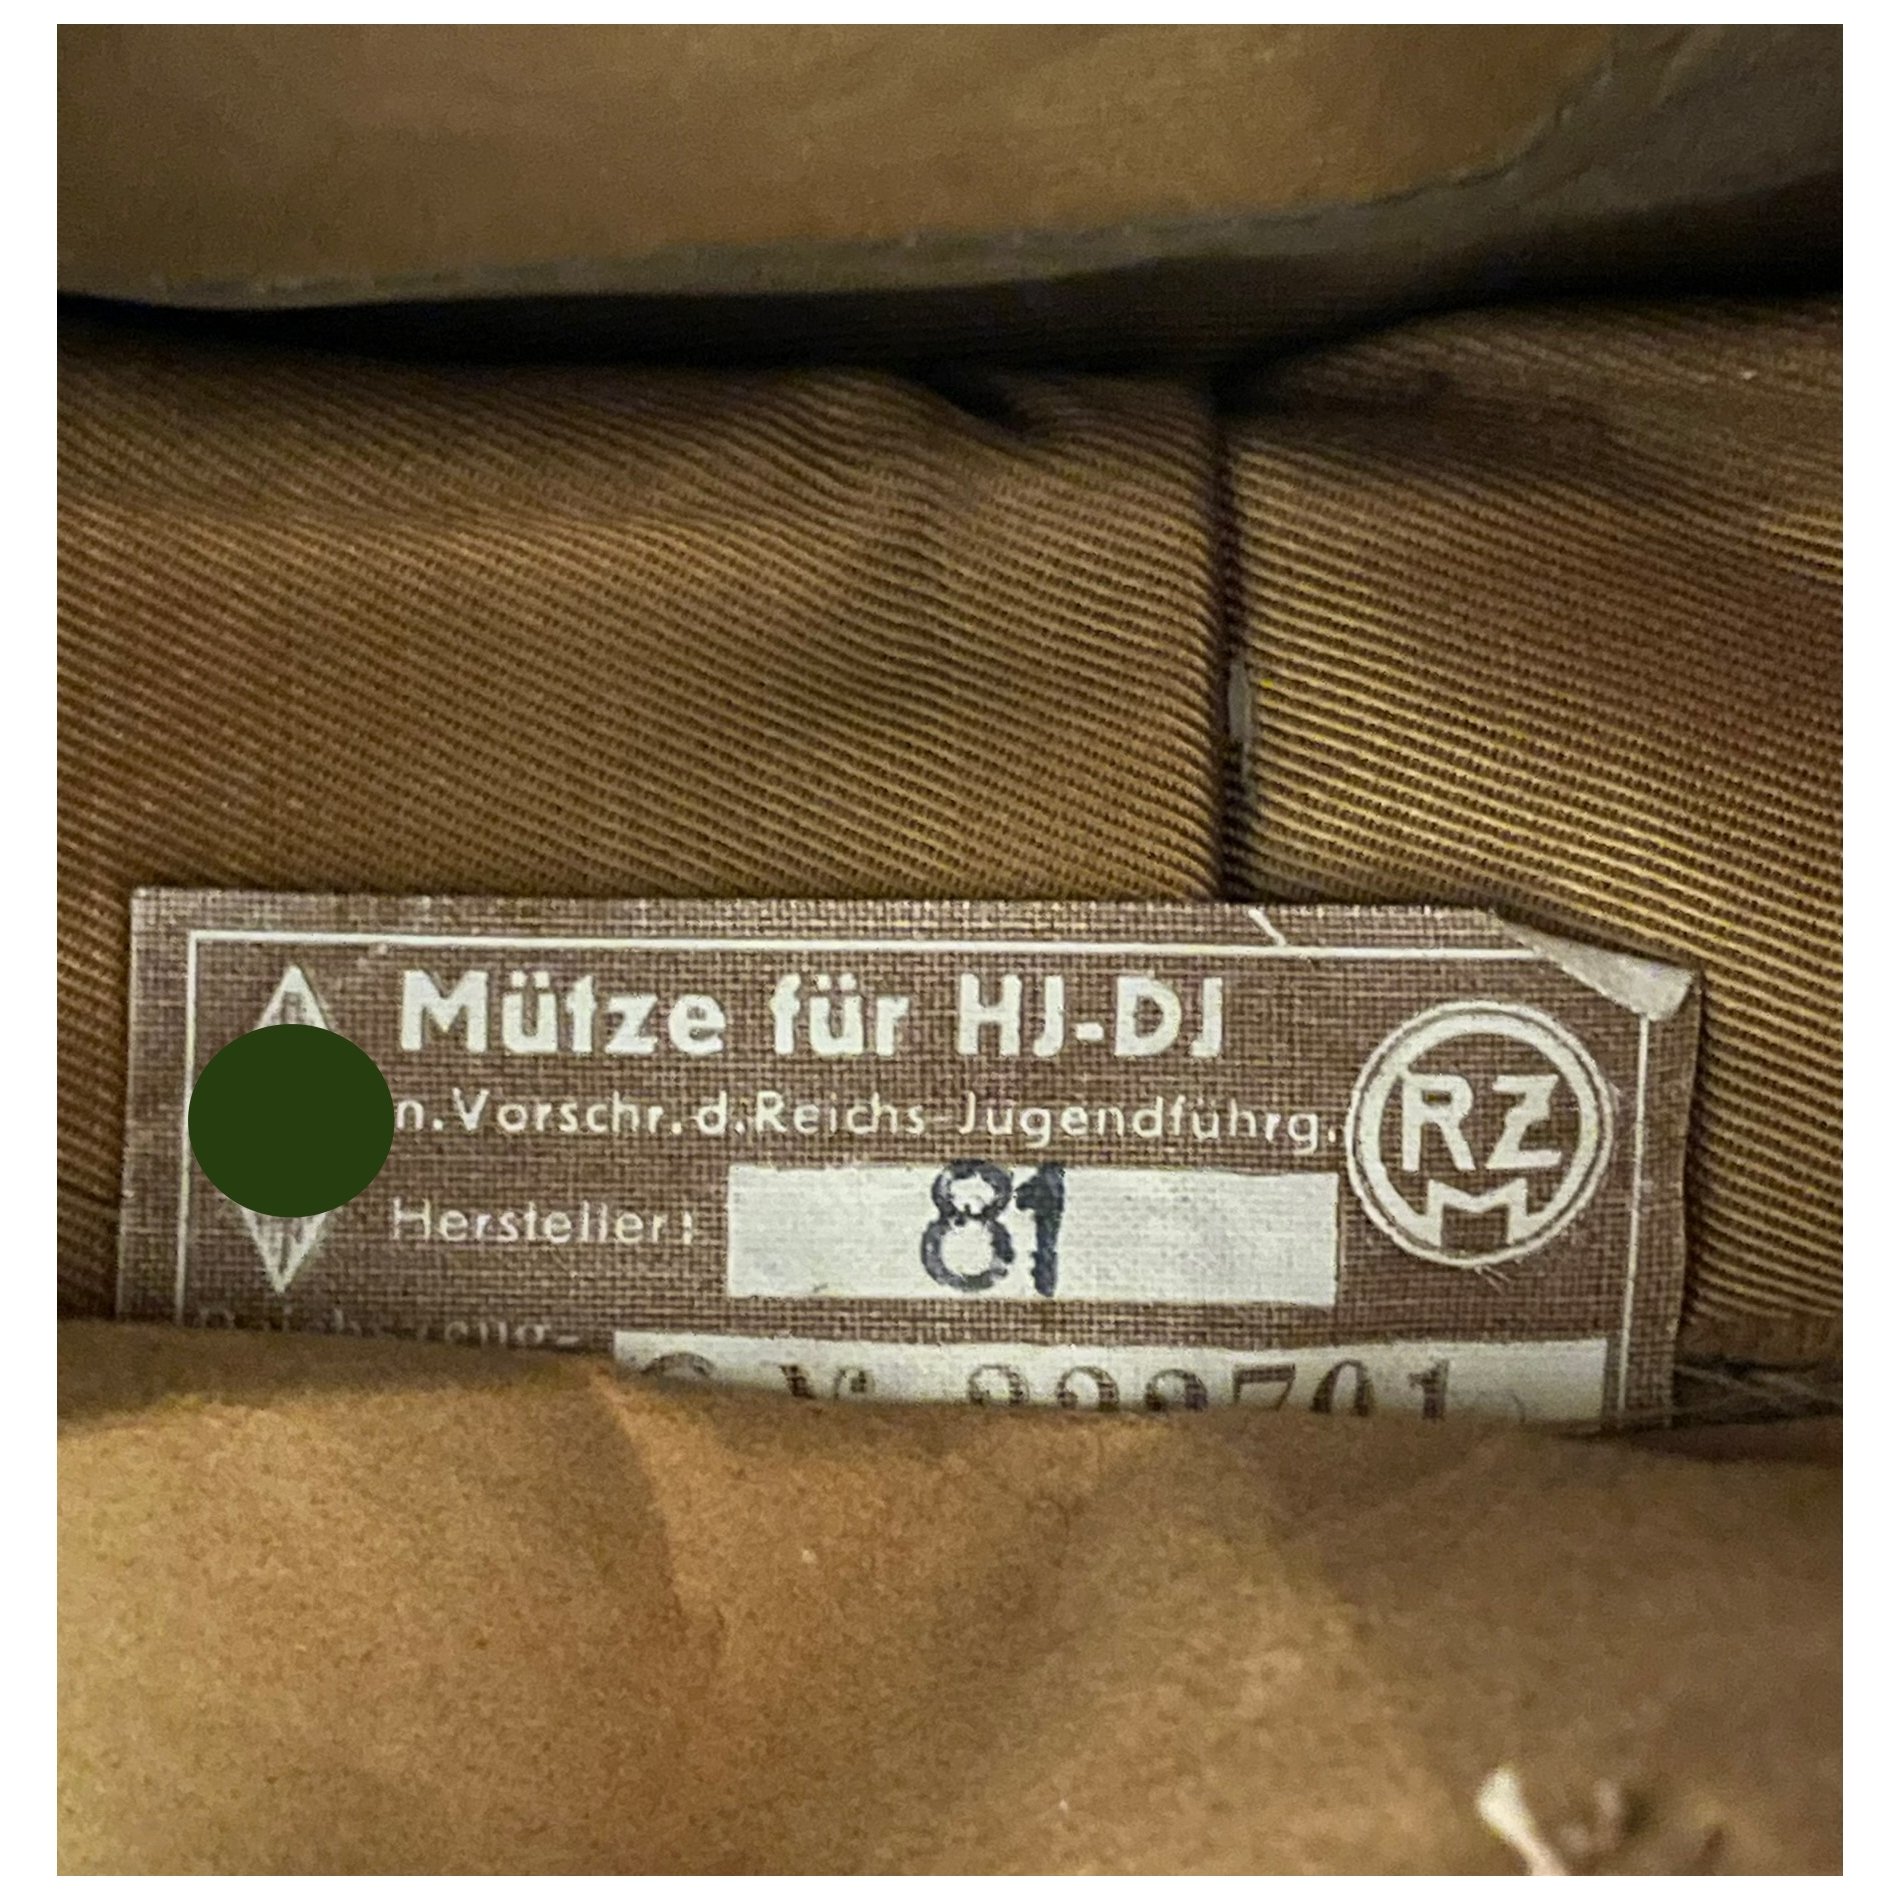 Mütze für HJ-DJ
n.Vorschr.d.Reichs-Jugendführg.
RZM
Hersteller: 81